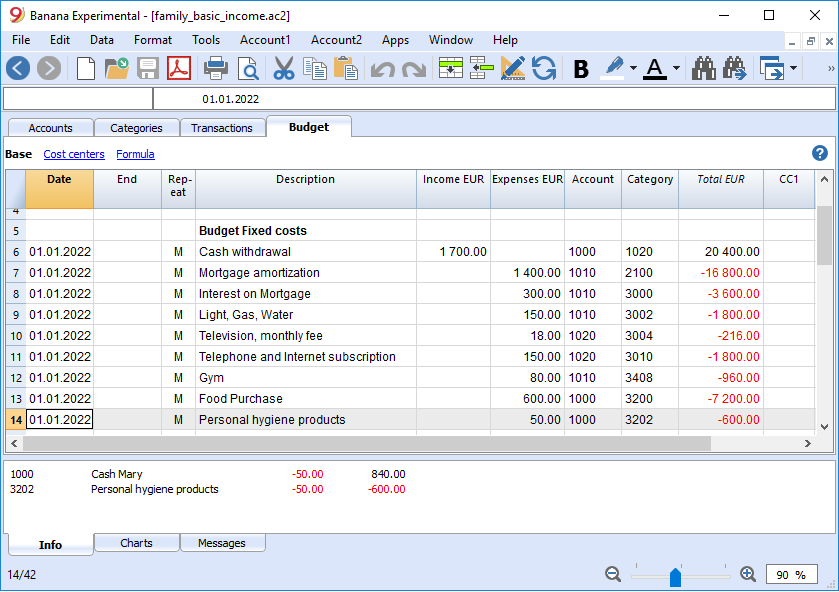 Banana Experimental - [family_basic_income.ac2]
File Edit Data Format Tools Account1 Account2 Apps Window Help
B A »
01.01.2022
Accounts Categories Transactions Budget
Base Cost centers Formula ?
Date End Rep-eat Description Income EUR Expenses EUR Account Category Total EUR CC1
4
5 Budget Fixed costs
6 01.01.2022 M Cash withdrawal 1 700.00 1000 1020 20 400.00
7 01.01.2022 M Mortgage amortization 1 400.00 1010 2100 -16 800.00
8 01.01.2022 M Interest on Mortgage 300.00 1010 3000 -3 600.00
9 01.01.2022 M Light, Gas, Water 150.00 1010 3002 -1 800.00
10 01.01.2022 M Television, monthly fee 18.00 1020 3004 -216.00
11 01.01.2022 M Telephone and Internet subscription 150.00 1020 3010 -1 800.00
12 01.01.2022 M Gym 80.00 1010 3408 -960.00
13 01.01.2022 M Food Purchase 600.00 1000 3200 -7 200.00
14 01.01.2022 M Personal hygiene products 50.00 1000 3202 -600.00
1000 Cash Mary -50.00 840.00
3202 Personal hygiene products -50.00 -600.00
Info Charts Messages
14/42 90 %